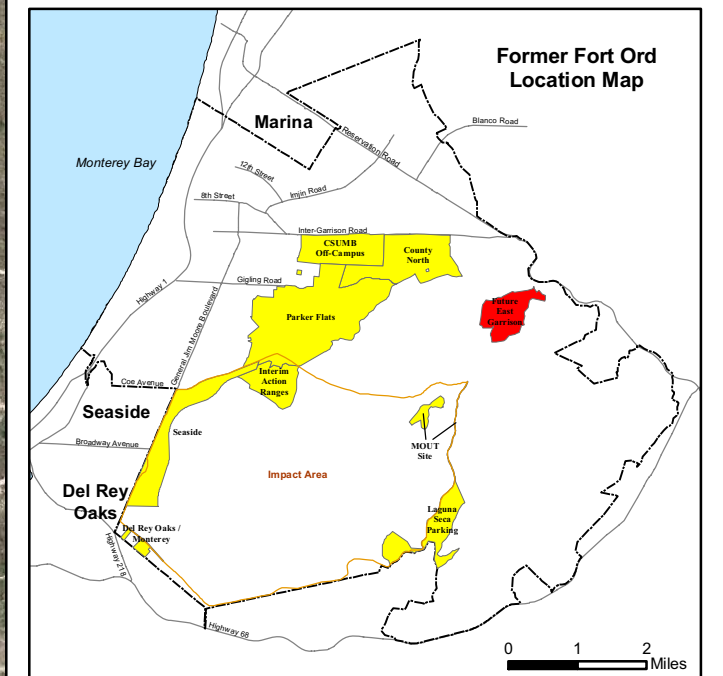 Former Fort Ord
Location Map
Marina
Blanco Road
Reservation Road
Monterey Bay
12th Street
Imjin Road
8th Street
Inter-Garrison Road
CSUMB
Off-Campus
County
North
Gigling Road
Highway 1
General Jim Moore Boulevard
Future
East
Garrison
Parker Flats
Interim
Action
Ranges
Coe Avenue
Seaside
Seaside
Broadway Avenue
MOUT
Site
Impact Area
Del Rey
Oaks
Laguna
Seca
Parking
Del Rey Oaks /
Monterey
Highway 218
Highway 68
0 1 2
Miles